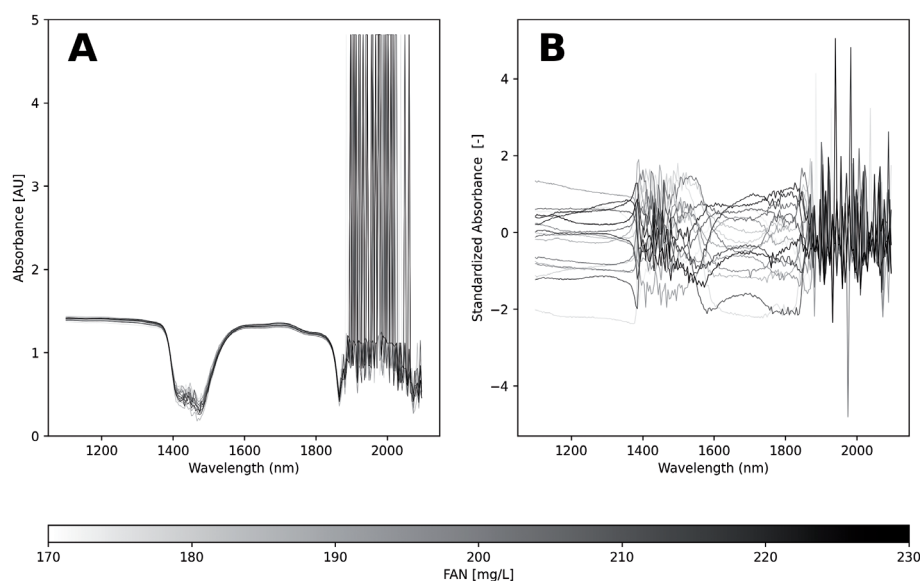 A
B
5
4
3
2
1
0
Absorbance [AU]
1200 1400 1600 1800 2000
Wavelength (nm)
4
2
0
−2
−4
Standardized Absorbance [-]
1200 1400 1600 1800 2000
Wavelength (nm)
170 180 190 200 210 220 230
FAN [mg/L]